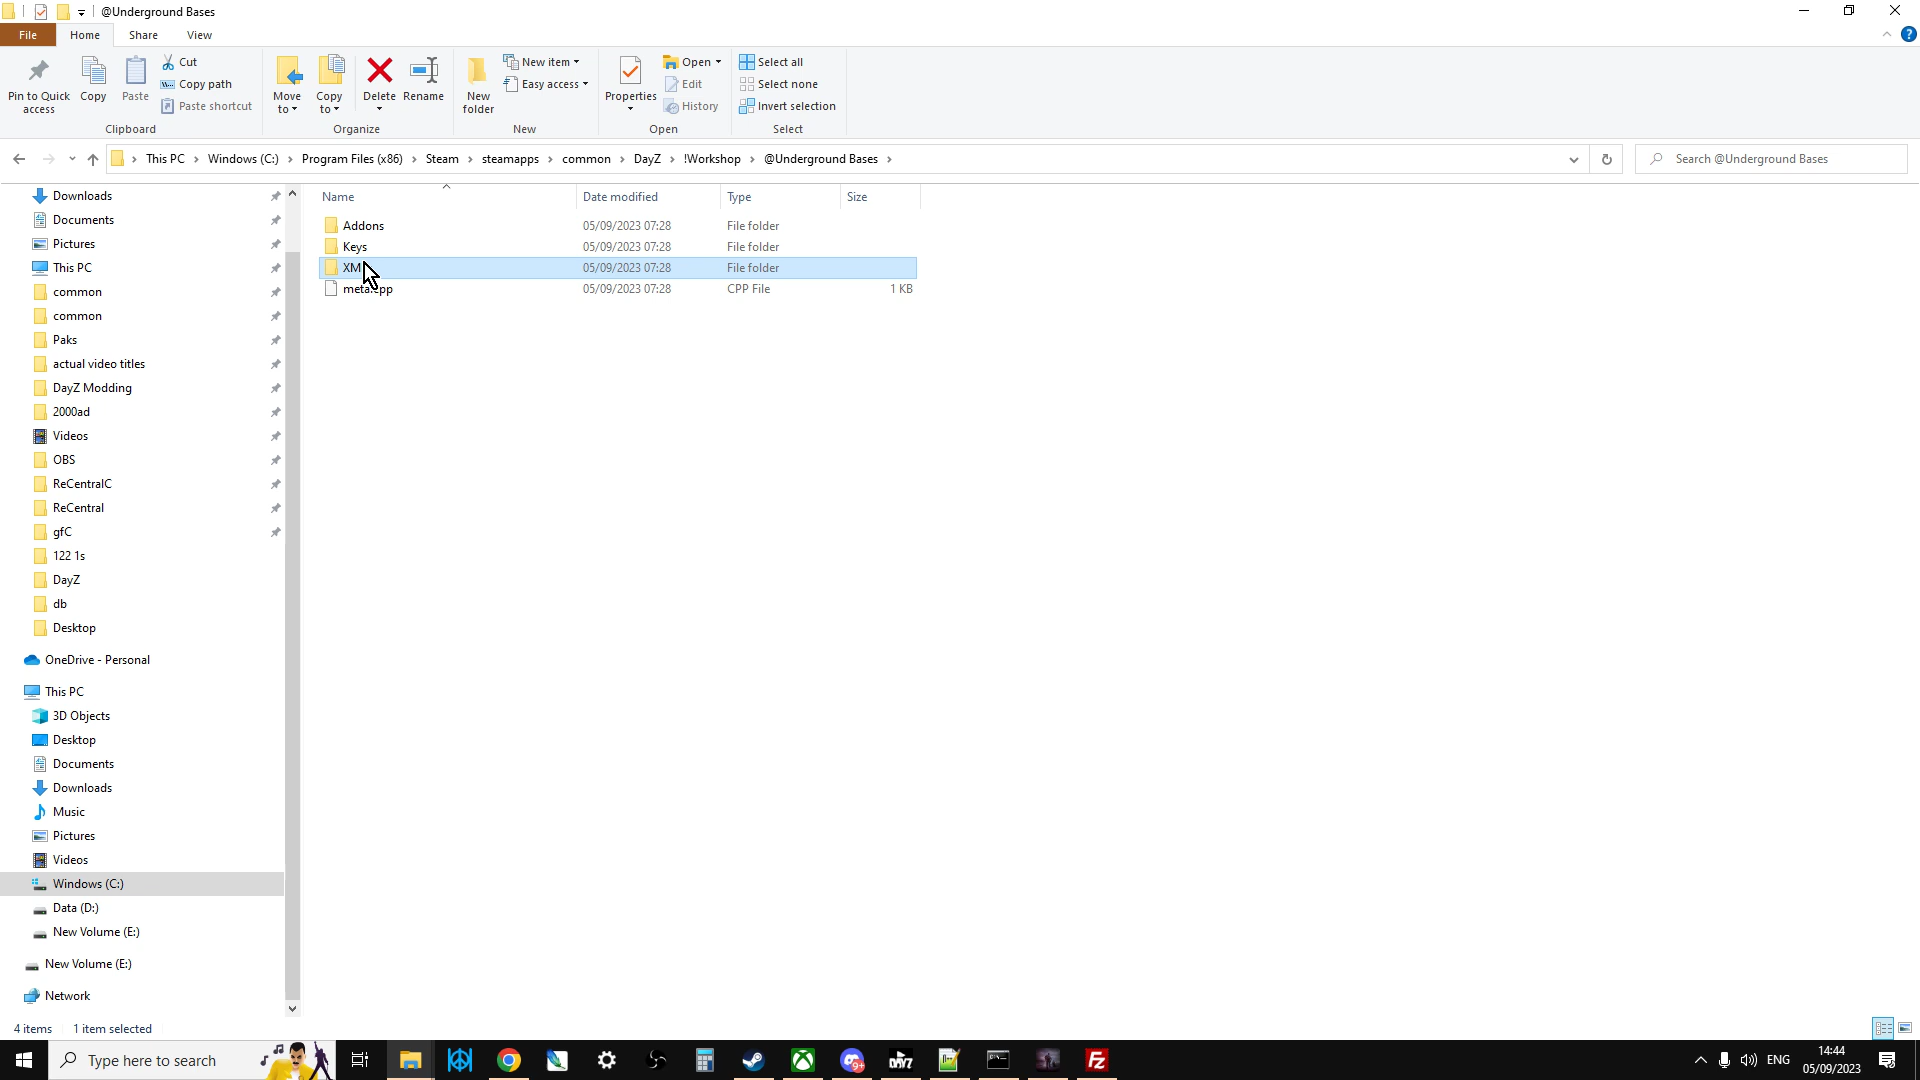 @Underground Bases
File
Home
Share
View
Pin to Quick access
Copy
Paste
Cut
Copy path
Paste shortcut
Clipboard
Move to
Copy to
Delete
Rename
Organize
New folder
New item
Easy access
New
Properties
Open
Edit
History
Open
Select all
Select none
Invert selection
Select
This PC
Windows (C:)
Program Files (x86)
Steam
steamapps
common
DayZ
!Workshop
@Underground Bases
Search @Underground Bases
Name
Date modified
Type
Size
Addons 05/09/2023 07:28 File folder
Keys 05/09/2023 07:28 File folder
05/09/2023 07:28 File folder
05/09/2023 07:28 CPP File 1 KB
Downloads
Documents
Pictures
This PC
common
common
Paks
actual video titles
DayZ Modding
2000ad
Videos
OBS
ReCentralC
ReCentral
gfC
122 1s
DayZ
db
Desktop
OneDrive - Personal
This PC
3D Objects
Desktop
Documents
Downloads
Music
Pictures
Videos
Windows (C:)
Data (D:)
New Volume (E:)
New Volume (E:)
Network
4 items
1 item selected
Type here to search
9+
DAYZ
Fz
ENG
14:44
05/09/2023